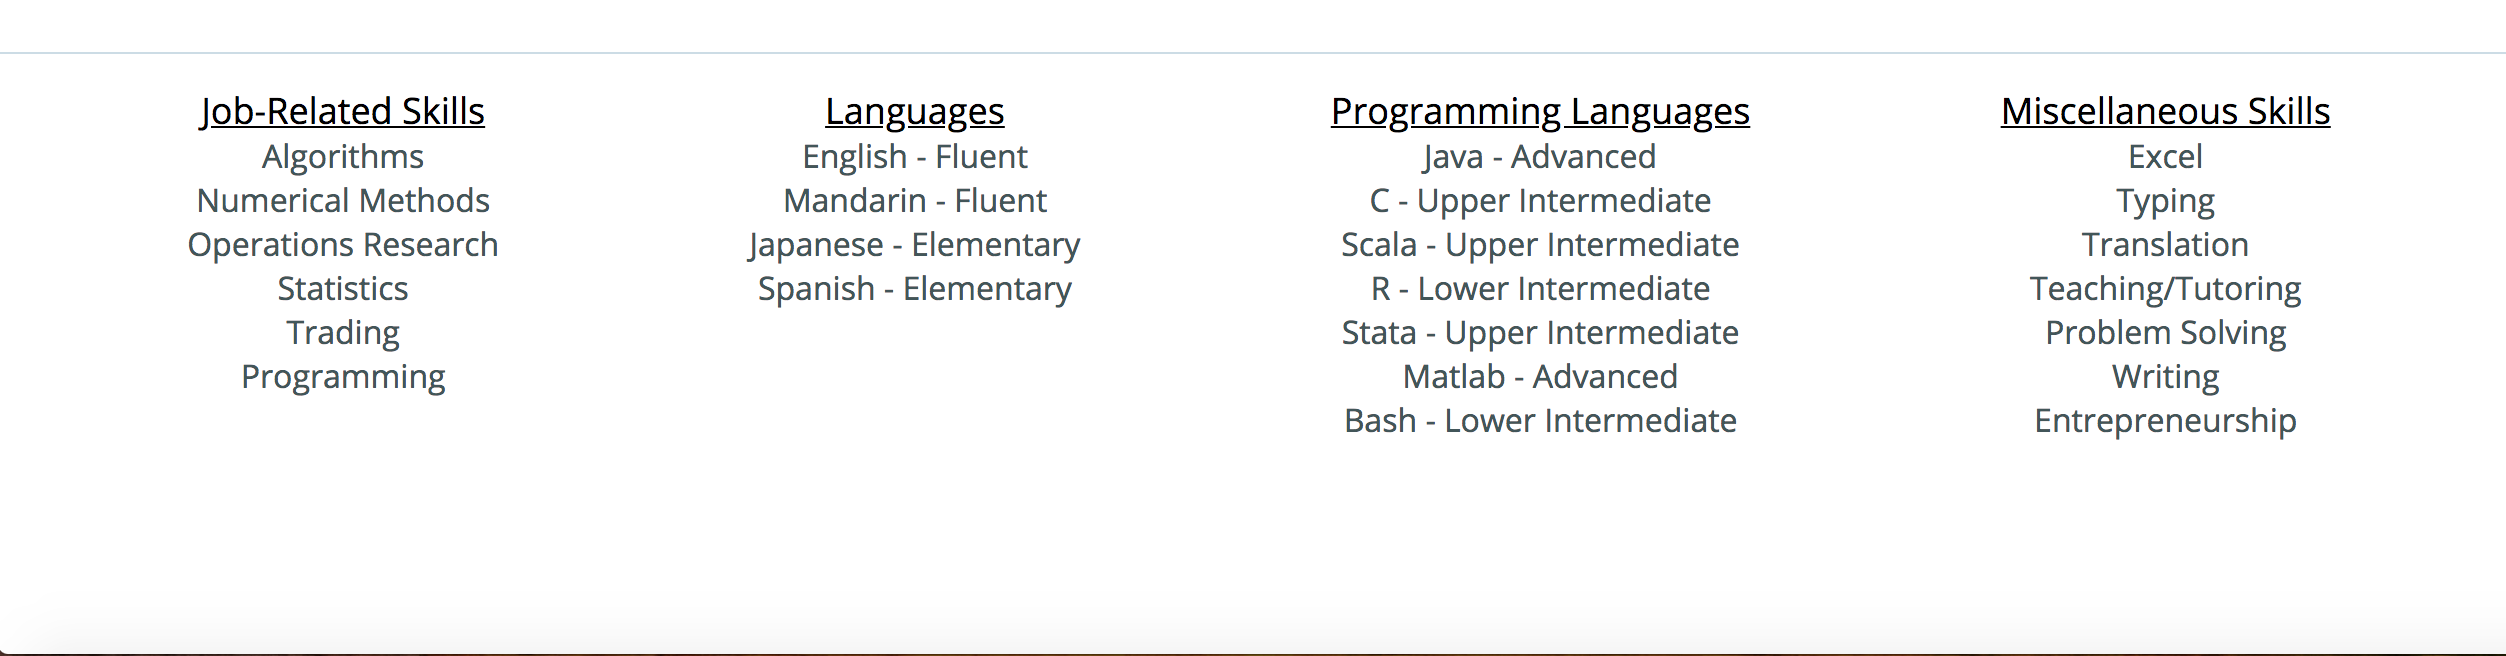 Job-Related Skills
Algorithms
Numerical Methods
Operations Research
Statistics
Trading
Programming
Languages
English - Fluent
Mandarin - Fluent
Japanese - Elementary
Spanish - Elementary
Programming Languages
Java - Advanced
C - Upper Intermediate
Scala - Upper Intermediate
R - Lower Intermediate
Stata - Upper Intermediate
Matlab - Advanced
Bash - Lower Intermediate
Miscellaneous Skills
Excel
Typing
Translation
Teaching/Tutoring
Problem Solving
Writing
Entrepreneurship